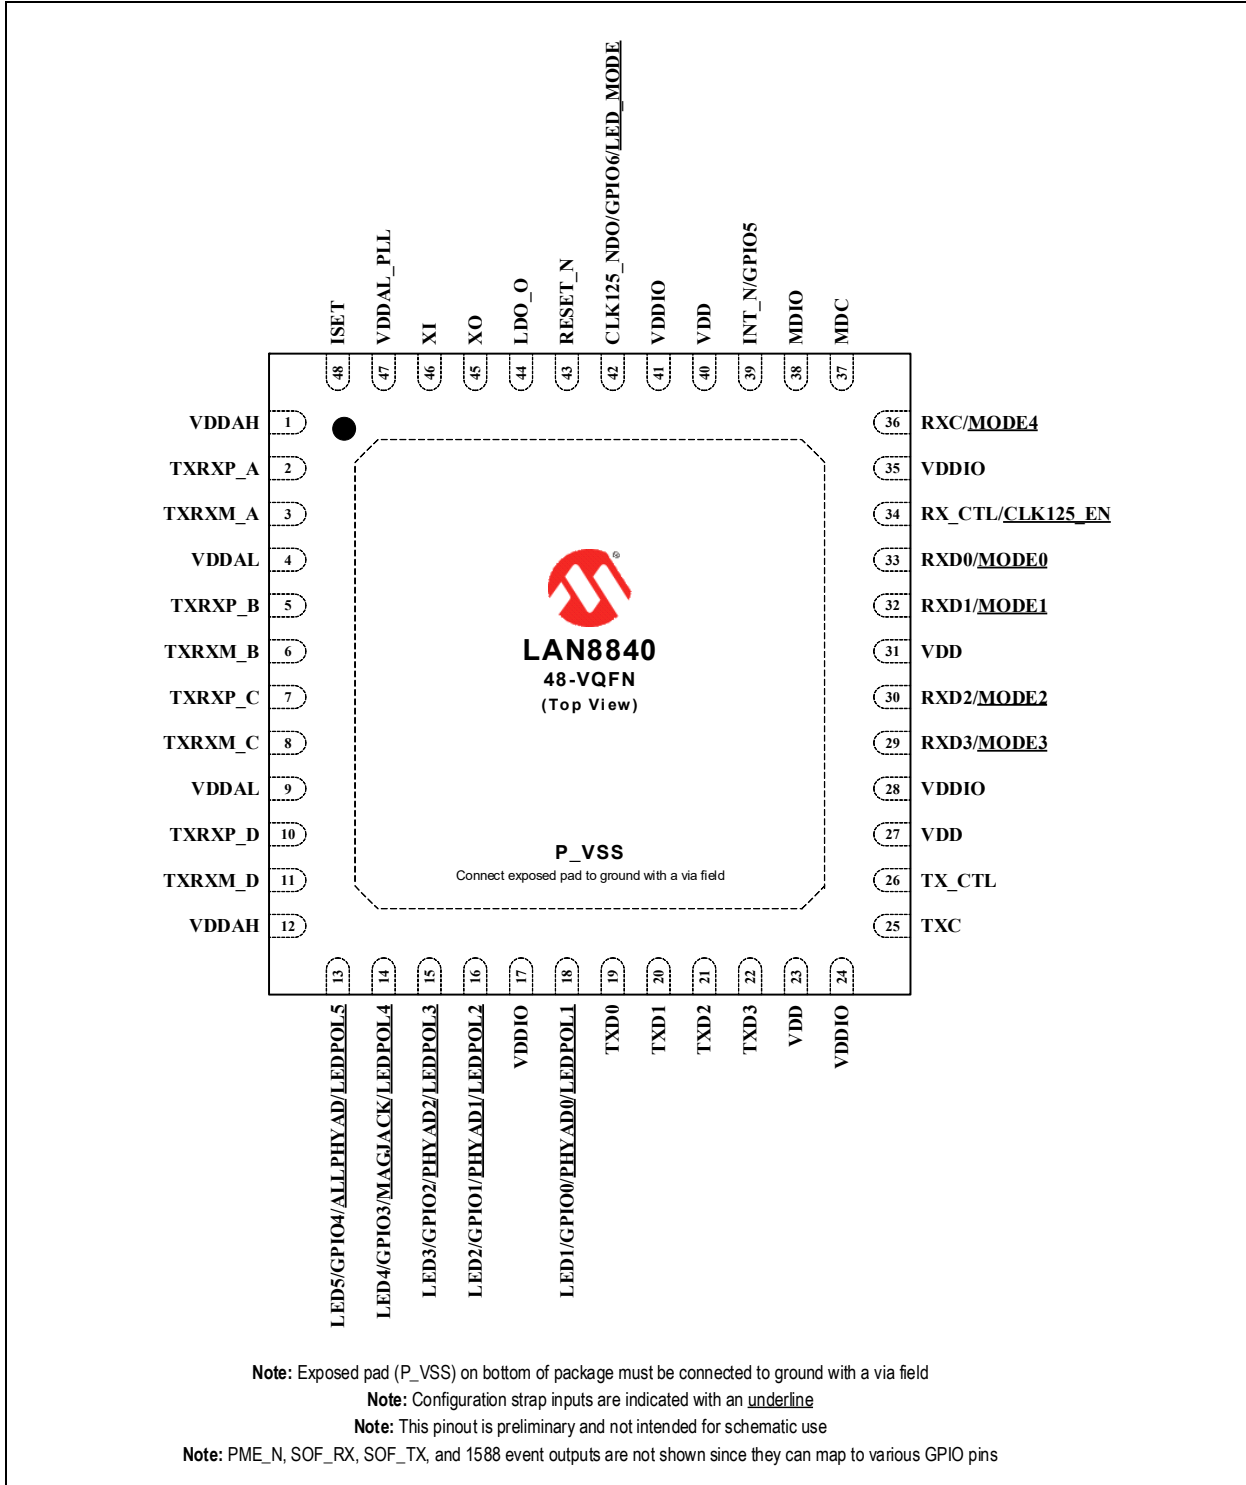 CLK125_NDO/GPIO6/LED_MODE
ISET
VDDAL_PLL
XI
XO
LDO_O
RESET_N
VDDIO
VDD
INT_N/GPIO5
MDIO
MDC
48
47
46
45
44
43
42
41
40
39
38
37
VDDAH 1
TXRXP_A 2
TXRXM_A 3
VDDAL 4
TXRXP_B 5
TXRXM_B 6
TXRXP_C 7
TXRXM_C 8
VDDAL 9
TXRXP_D 10
TXRXM_D 11
VDDAH 12
36 RXC/MODE4
35 VDDIO
34 RX_CTL/CLK125_EN
33 RXD0/MODE0
32 RXD1/MODE1
31 VDD
30 RXD2/MODE2
29 RXD3/MODE3
28 VDDIO
27 VDD
26 TX_CTL
25 TXC
®
LAN8840
48-VQFN
(Top View)
P_VSS
Connect exposed pad to ground with a via field
13
14
15
16
17
18
19
20
21
22
23
24
LED5/GPIO4/ALLPHYAD/LEDPOL5
LED4/GPIO3/MAGJACK/LEDPOL4
LED3/GPIO2/PHYAD2/LEDPOL3
LED2/GPIO1/PHYAD1/LEDPOL2
VDDIO
LED1/GPIO0/PHYAD0/LEDPOL1
TXD0
TXD1
TXD2
TXD3
VDD
VDDIO
Note: Exposed pad (P_VSS) on bottom of package must be connected to ground with a via field
Note: Configuration strap inputs are indicated with an underline
Note: This pinout is preliminary and not intended for schematic use
Note: PME_N, SOF_RX, SOF_TX, and 1588 event outputs are not shown since they can map to various GPIO pins